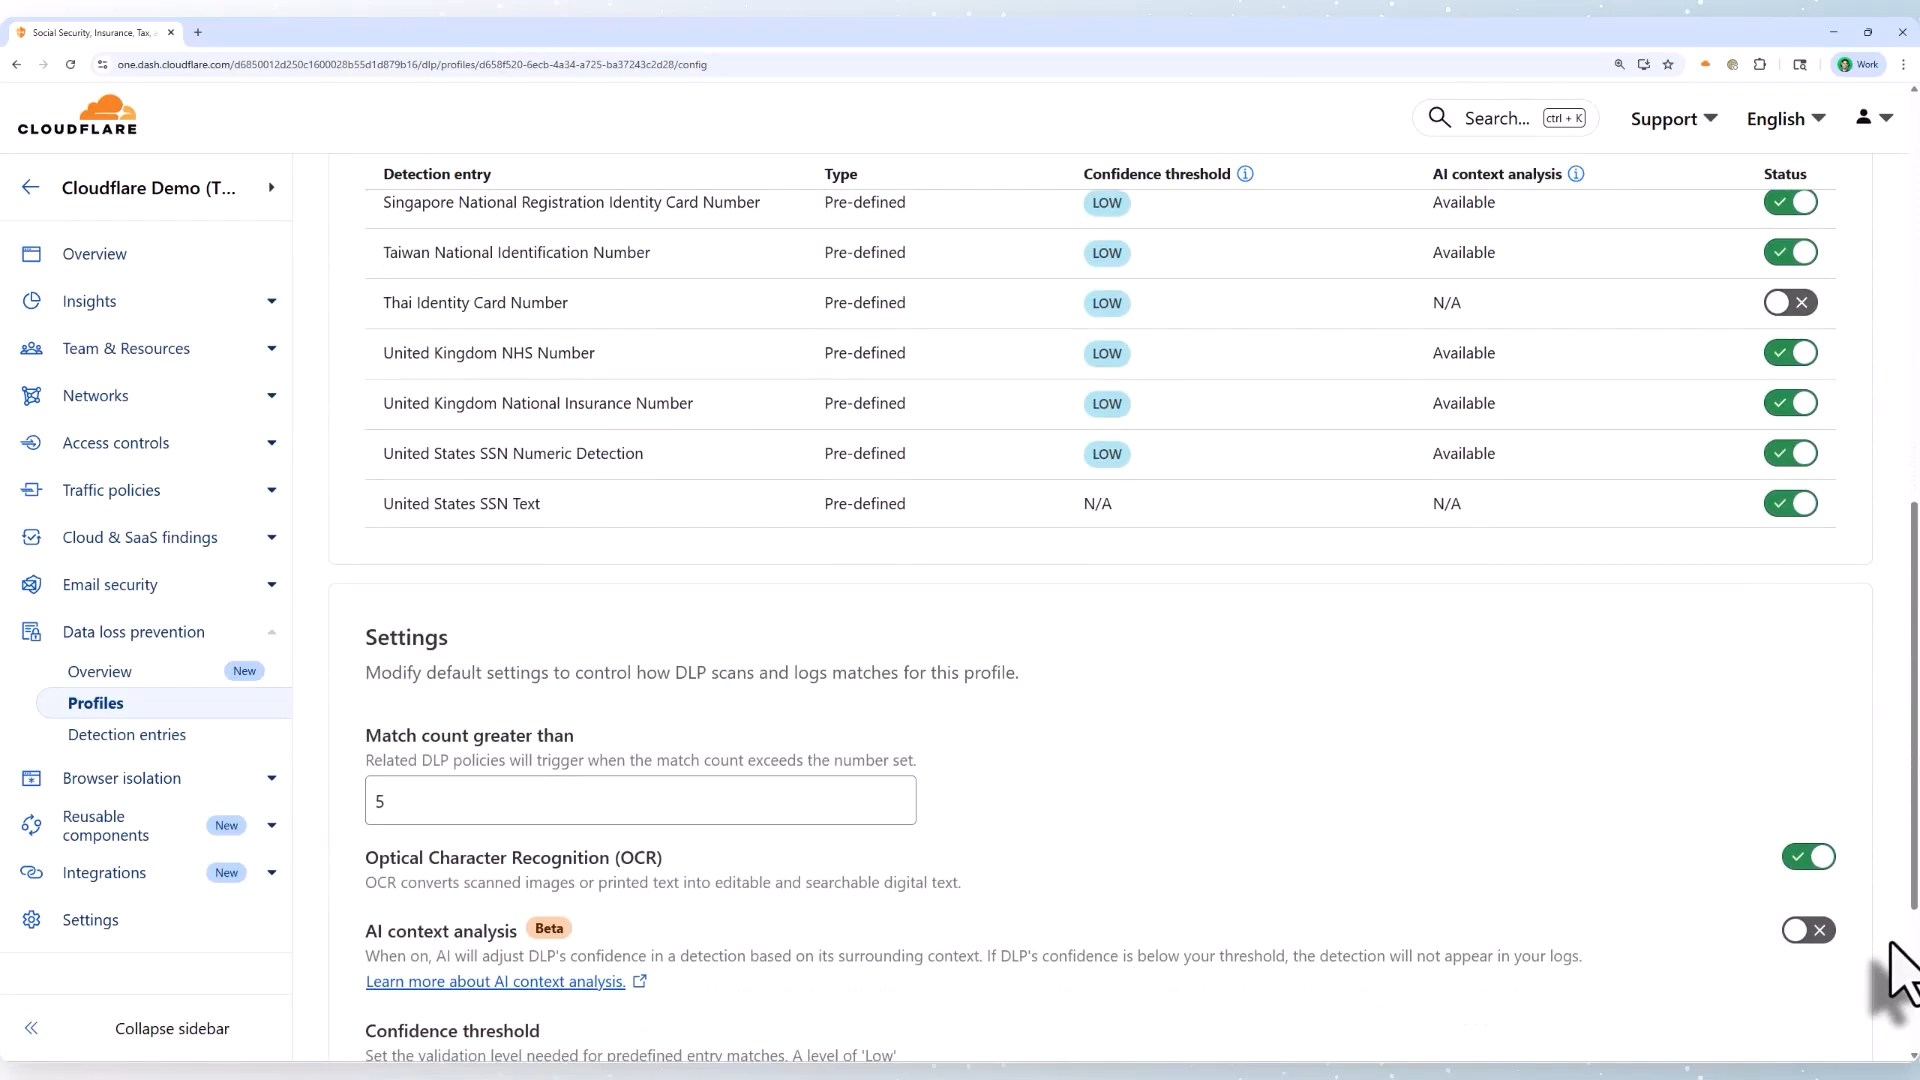 Social Security, Insurance, Tax, a
one.dash.cloudflare.com/d6850012d250c1600028b55d1d879b16/dlp/profiles/d658f520-6ecb-4a34-a725-ba37243c2d28/config
Work
CLOUDFLARE
Search... ctrl + K
Support
English
Cloudflare Demo (T...
Overview
Insights
Team & Resources
Networks
Access controls
Traffic policies
Cloud & SaaS findings
Email security
Data loss prevention
Overview New
Profiles
Detection entries
Browser isolation
Reusable
components New
Integrations New
Settings
Collapse sidebar
Detection entry Type Confidence threshold AI context analysis Status
Singapore National Registration Identity Card Number Pre-defined LOW Available
Taiwan National Identification Number Pre-defined LOW Available
Thai Identity Card Number Pre-defined LOW N/A
United Kingdom NHS Number Pre-defined LOW Available
United Kingdom National Insurance Number Pre-defined LOW Available
United States SSN Numeric Detection Pre-defined LOW Available
United States SSN Text Pre-defined N/A N/A
Settings
Modify default settings to control how DLP scans and logs matches for this profile.
Match count greater than
Related DLP policies will trigger when the match count exceeds the number set.
5
Optical Character Recognition (OCR)
OCR converts scanned images or printed text into editable and searchable digital text.
AI context analysis Beta
When on, AI will adjust DLP's confidence in a detection based on its surrounding context. If DLP's confidence is below your threshold, the detection will not appear in your logs.
Learn more about AI context analysis.
Confidence threshold
Set the validation level needed for predefined entry matches. A level of 'Low'